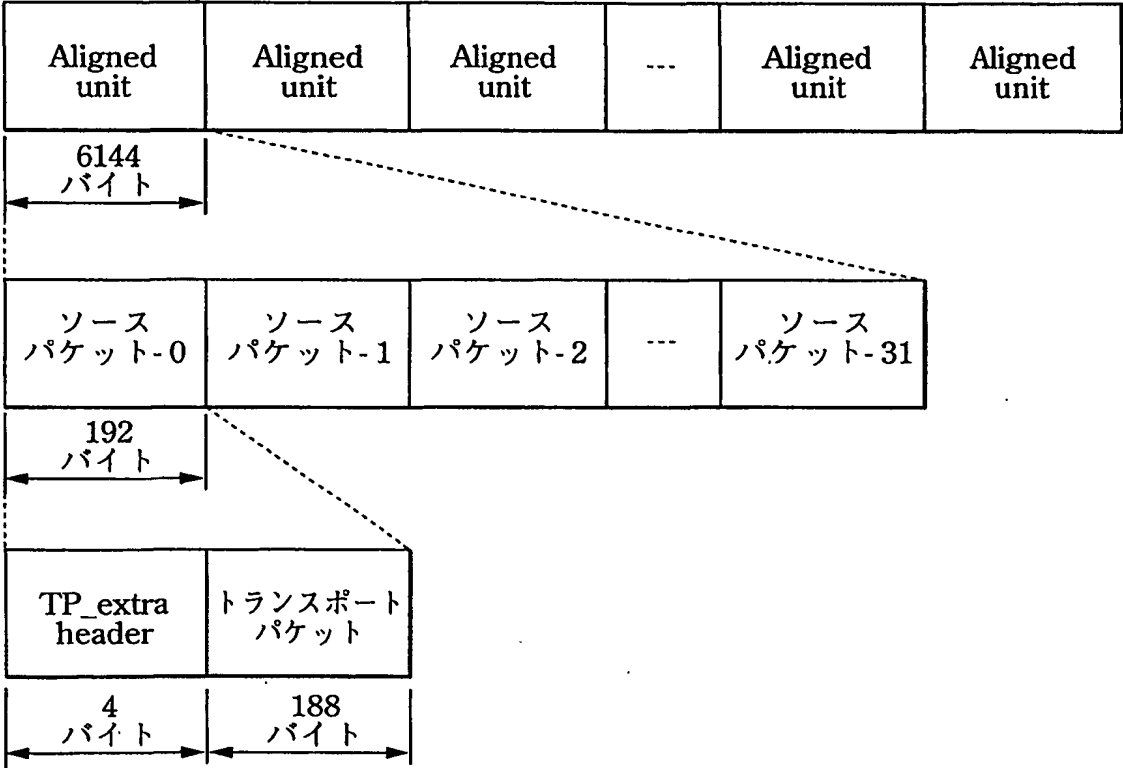 Aligned unit
Aligned unit
Aligned unit
---
Aligned unit
Aligned unit
6144
バイト
ソース
パケット-0
ソース
パケット-1
ソース
パケット-2
---
ソース
パケット-31
192
バイト
TP_extra
header
トランスポート
パケット
4
バイト
188
バイト